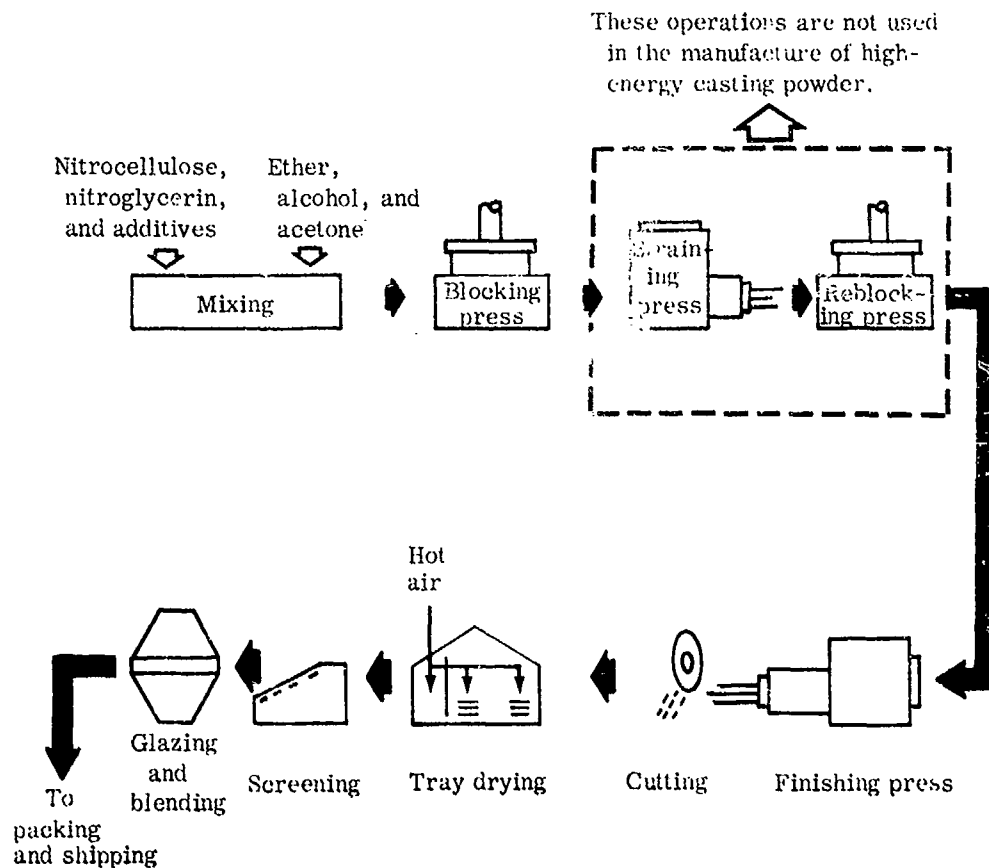 These operations are not used
in the manufacture of high-
energy casting powder.
Nitrocellulose,
nitroglycerin,
and additives
Ether,
alcohol, and
acetone
Mixing
Blocking
press
Strain-
ing
press
Reblock-
ing press
Hot
air
Glazing
and
blending
Screening
Tray drying
Cutting
Finishing press
To
packing
and shipping